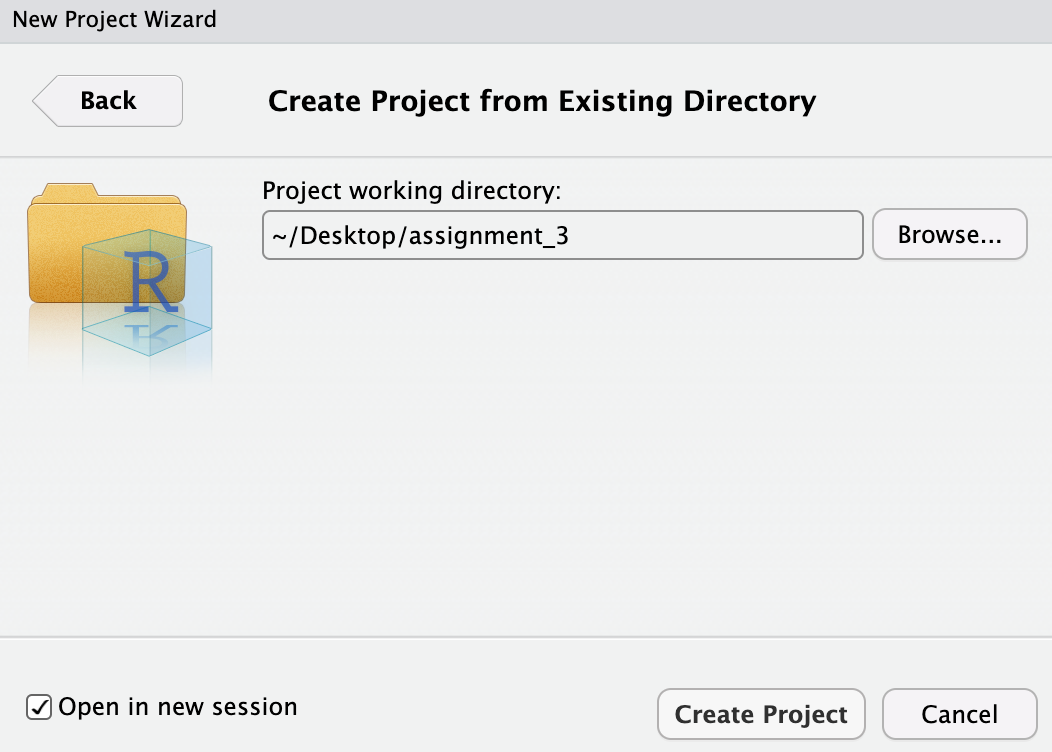 New Project Wizard
Back
Create Project from Existing Directory
Project working directory:
~/Desktop/assignment_3
Browse...
R
Open in new session
Create Project
Cancel